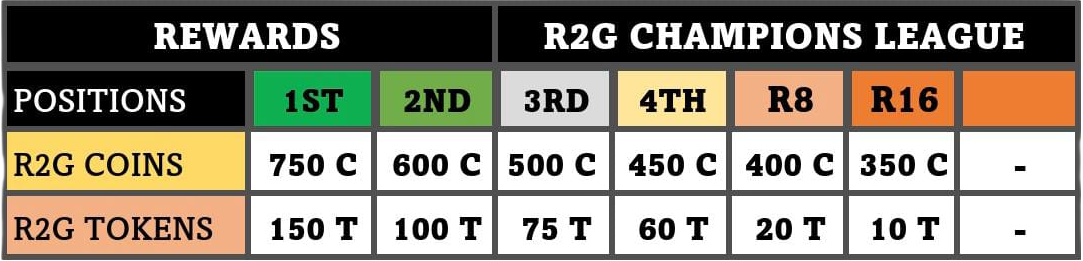 REWARDS R2G CHAMPIONS LEAGUE
POSITIONS 1ST 2ND 3RD 4TH R8 R16
R2G COINS 750 C 600 C 500 C 450 C 400 C 350 C -
R2G TOKENS 150 T 100 T 75 T 60 T 20 T 10 T -